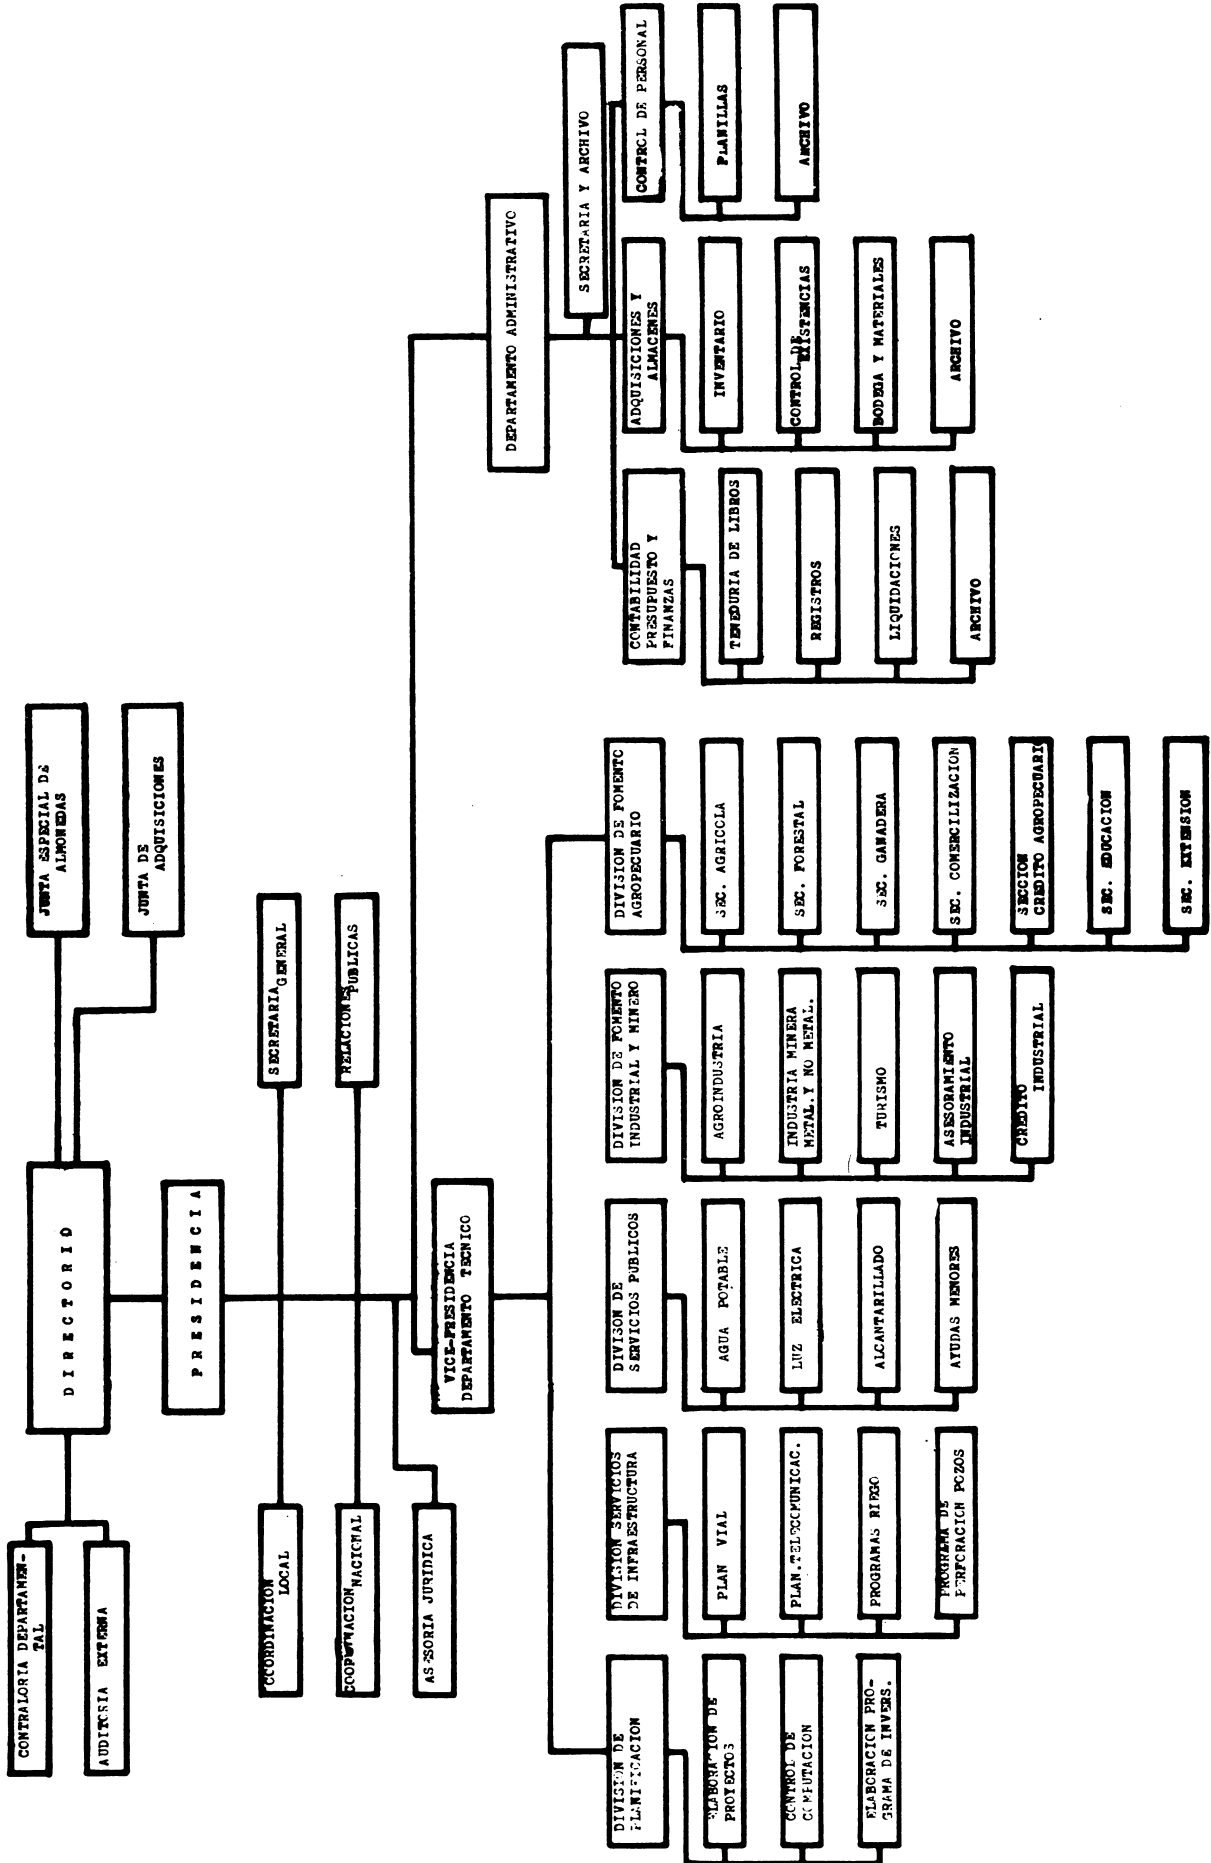 CONTRALORIA DEPARTAMEN-
TAL
AUDITORIA EXTERNA
D I R E C T O R I O
JUNTA ESPECIAL DE
ALMONEDAS
JUNTA DE
ADQUISICIONES
P R E S I D E N C I A
COORDINACION
LOCAL
SECRETARIA
GENERAL
COORDINACION
NACIONAL
RELACIONES
PUBLICAS
ASESORIA JURIDICA
VICE-PRESIDENCIA
DEPARTAMENTO TECNICO
DEPARTAMENTO ADMINISTRATIVO
SECRETARIA Y ARCHIVO
DIVISION DE
PLANIFICACION
ELABORACION DE
PROYECTOS
CONTROL DE
COMPUTACION
ELABORACION PRO-
GRAMA DE INVERS.
DIVISION SERVICIOS
DE INFRAESTRUCTURA
PLAN VIAL
PLAN.TELECOMUNICAC.
PROGRAMAS RIEGO
PROGRAMA DE
PERFORACION POZOS
DIVISON DE
SERVICIOS PUBLICOS
AGUA POTABLE
LUZ ELECTRICA
ALCANTARILLADO
AYUDAS MENORES
DIVISION DE FOMENTO
INDUSTRIAL Y MINERO
AGROINDUSTRIA
INDUSTRIA MINERA
METAL.Y NO METAL.
TURISMO
ASESORAMIENTO
INDUSTRIAL
CREDITO
INDUSTRIAL
DIVISION DE FOMENTO
AGROPECUARIO
SEC. AGRICOLA
SEC. FORESTAL
SEC. GANADERA
SEC. COMERCILIZACION
SECCION
CREDITO AGROPECUARIO
SEC. EDUCACION
SEC. EXTENSION
CONTABILIDAD
PRESUPUESTO Y
FINANZAS
TENEDURIA DE LIBROS
REGISTROS
LIQUIDACIONES
ARCHIVO
ADQUISICIONES Y
ALMACENES
INVENTARIO
CONTROL DE
EXISTENCIAS
BODEGA Y MATERIALES
ARCHIVO
CONTROL DE PERSONAL
PLANILLAS
ARCHIVO